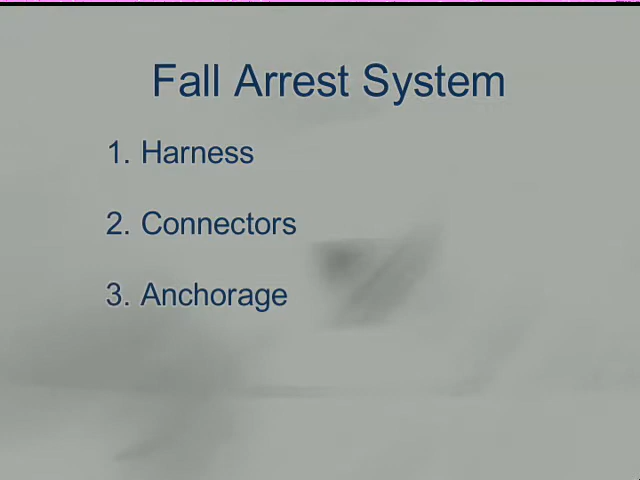 Fall Arrest System
1. Harness
2. Connectors
3. Anchorage